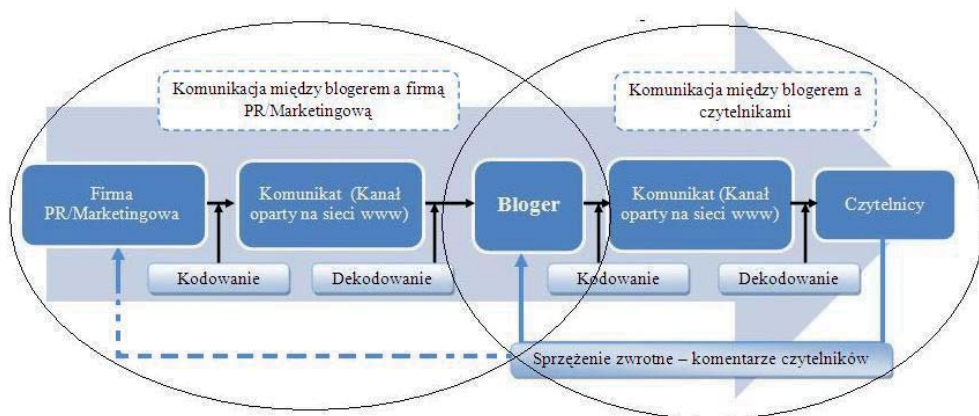 Komunikacja między blogerem a firmą
PR/Marketingową
Komunikacja między blogerem a
czytelnikami
Firma
PR/Marketingowa
Komunikat (Kanał
oparty na sieci www)
Bloger
Komunikat (Kanał
oparty na sieci www)
Czytelnicy
Kodowanie
Dekodowanie
Kodowanie
Dekodowanie
Sprzężenie zwrotne – komentarze czytelników